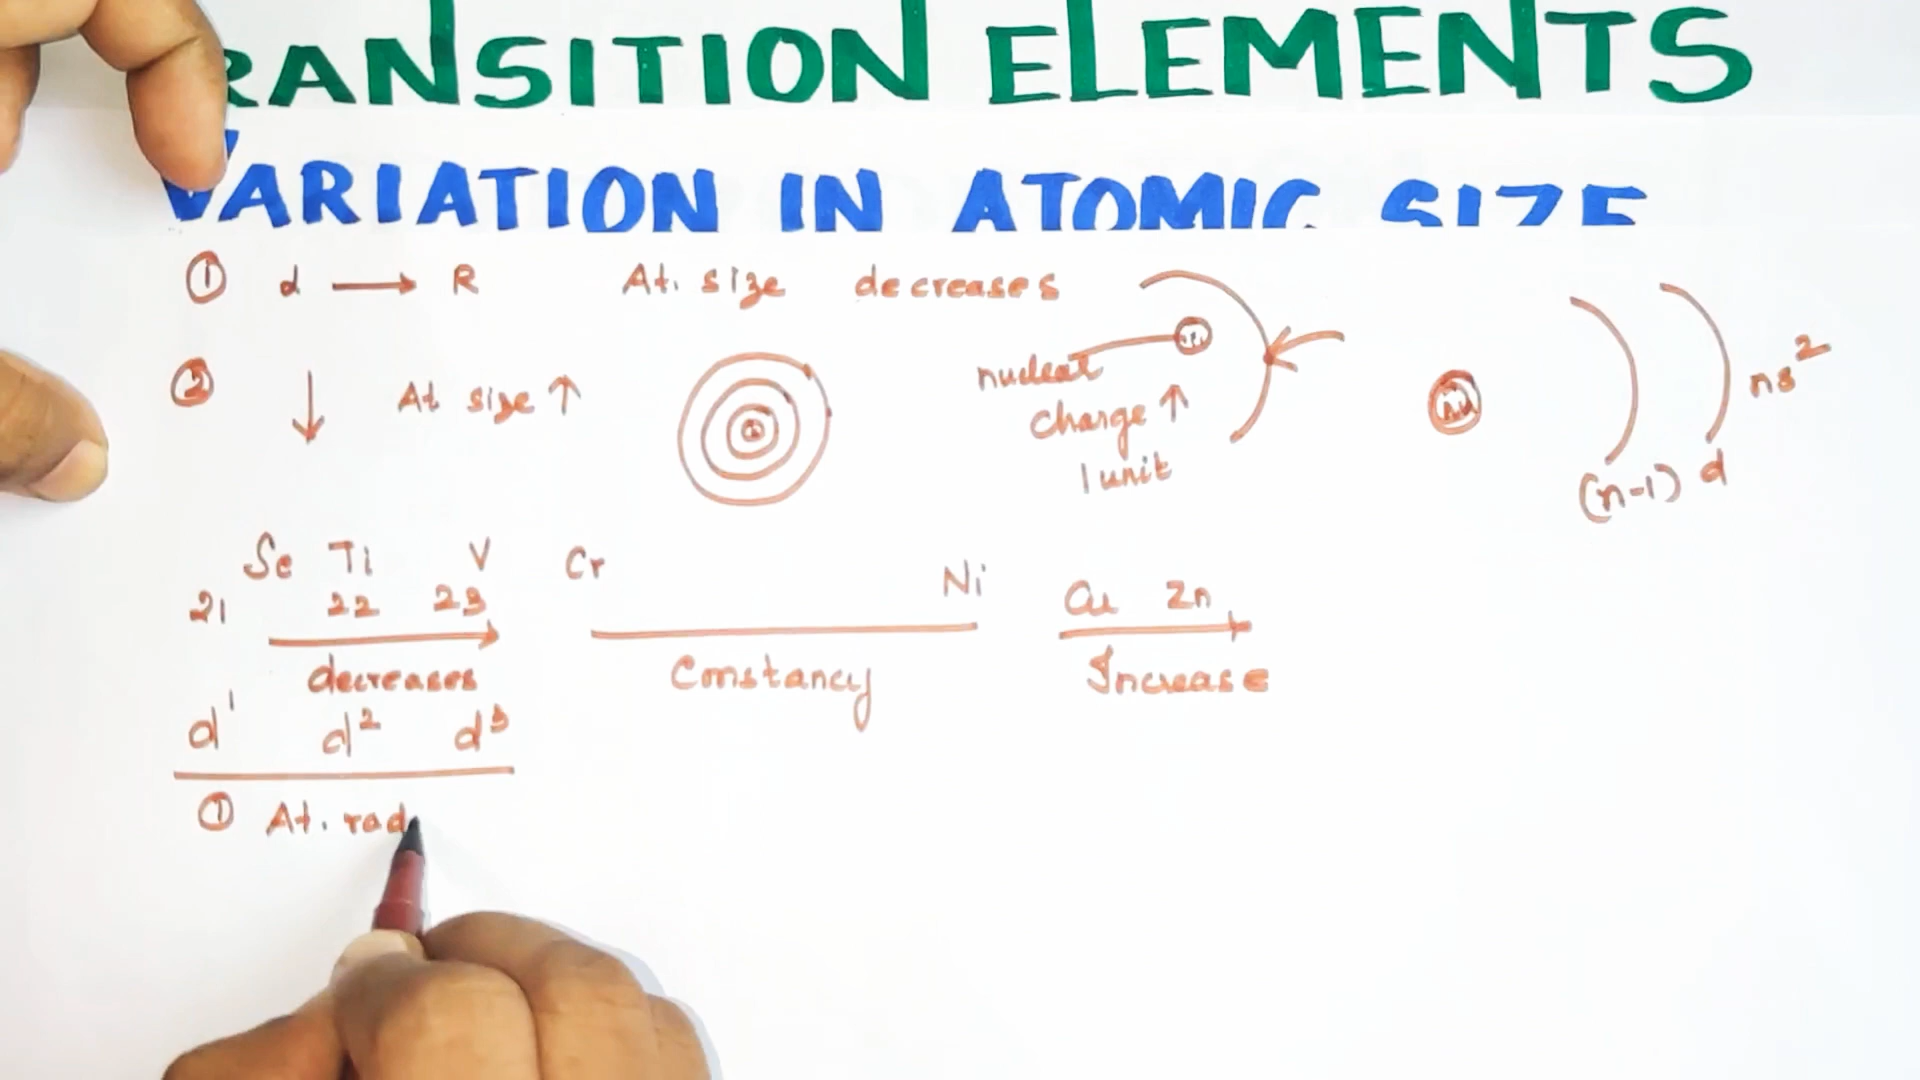 RANSITION ELEMENTS
VARIATION IN ATOMIC SIZE
① d → R At. size decreases
② ↓ At size ↑
nuclear
charge ↑
1 unit
Nu
ns²
(n-1) d
Sc Ti V Cr Ni Cu Zn
21 22 23
decreases Constancy Increase
d¹ d² d³
① At. rad